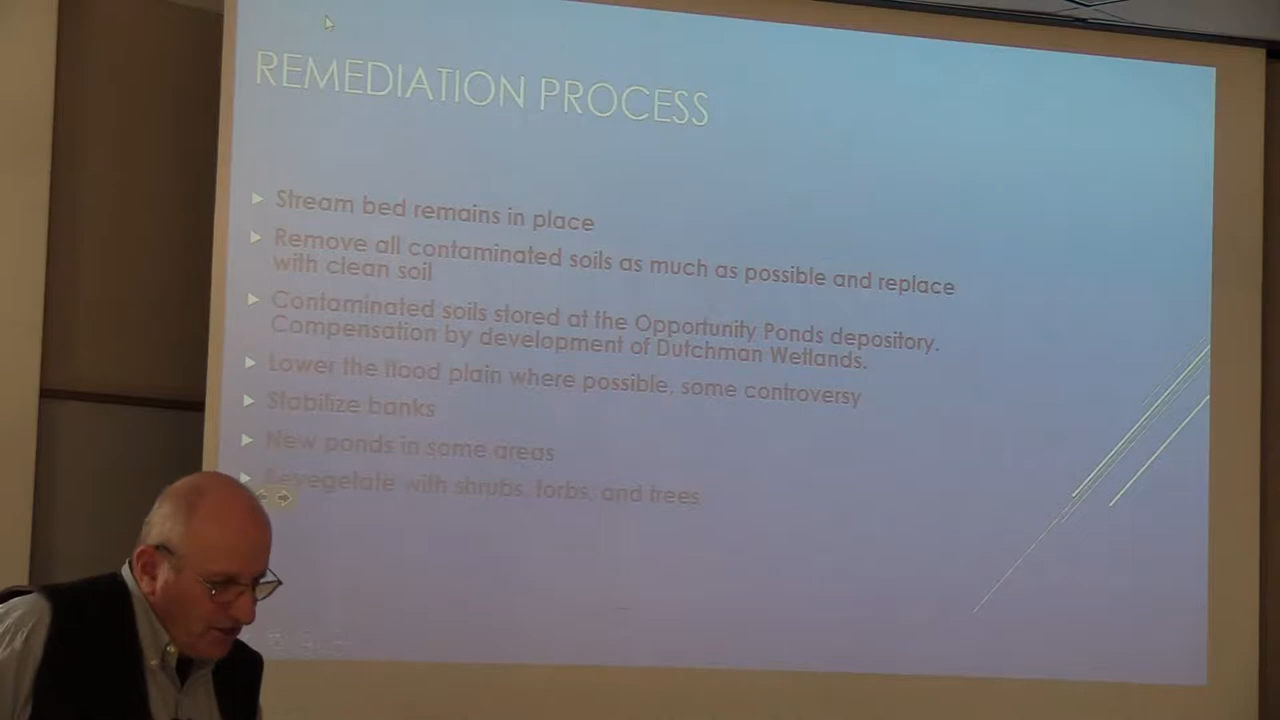 REMEDIATION PROCESS
Stream bed remains in place
Remove all contaminated soils as much as possible and replace
with clean soil
Contaminated soils stored at the Opportunity Ponds depository.
Compensation by development of Dutchman Wetlands.
Lower the flood plain where possible, some controversy
Stabilize banks
New ponds in some areas
Revegetate with shrubs, forbs, and trees